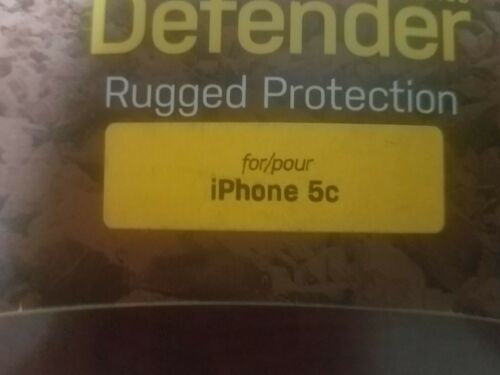 Defender
Rugged Protection
for/pour
iPhone 5c